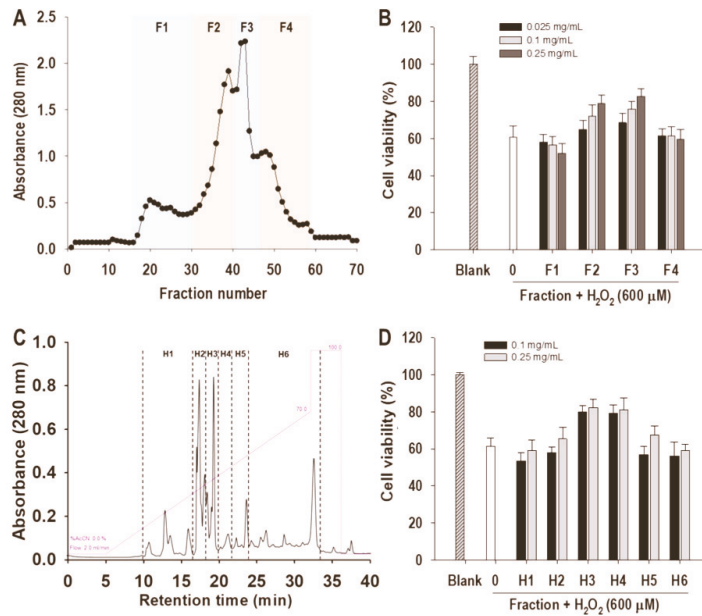 A
F1 F2 F3 F4
2.5
2.0
1.5
1.0
0.5
0.0
Absorbance (280 nm)
0 10 20 30 40 50 60 70
Fraction number
B
0.025 mg/mL
0.1 mg/mL
0.25 mg/mL
120
100
80
60
40
20
0
Cell viability (%)
Blank 0 F1 F2 F3 F4
Fraction + H₂O₂ (600 µM)
C
H1 H2 H3 H4 H5 H6
100.0
70.0
1.0
0.8
0.6
0.4
0.2
0.0
Absorbance (280 nm)
%AcCN 0.0 %
Flow: 2.0 ml/min
0 5 10 15 20 25 30 35 40
Retention time (min)
D
0.1 mg/mL
0.25 mg/mL
120
100
80
60
40
20
0
Cell viability (%)
Blank 0 H1 H2 H3 H4 H5 H6
Fraction + H₂O₂ (600 µM)